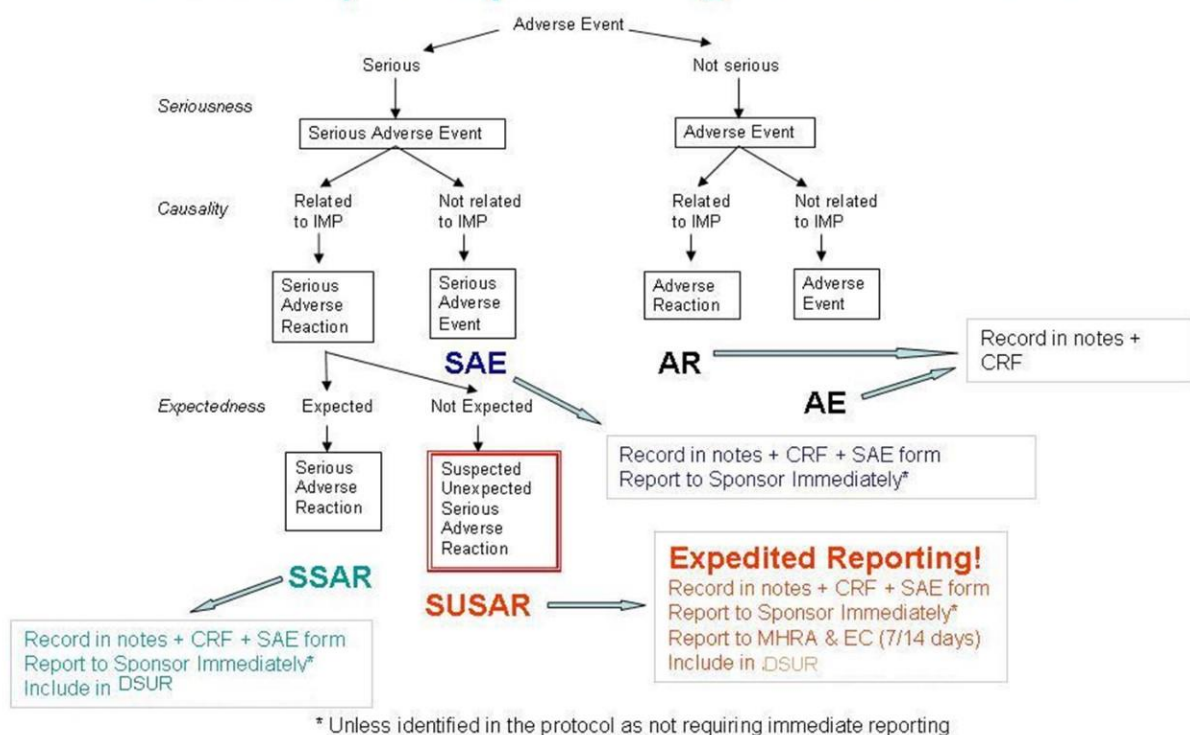 Adverse Event
Serious
Not serious
Seriousness
Serious Adverse Event
Adverse Event
Causality
Related
to IMP
Not related
to IMP
Related
to IMP
Not related
to IMP
Serious
Adverse
Reaction
Serious
Adverse
Event
Adverse
Reaction
Adverse
Event
SAE
AR
AE
Record in notes +
CRF
Expectedness
Expected
Not Expected
Record in notes + CRF + SAE form
Report to Sponsor Immediately*
Serious
Adverse
Reaction
Suspected
Unexpected
Serious
Adverse
Reaction
SSAR
SUSAR
Expedited Reporting!
Record in notes + CRF + SAE form
Report to Sponsor Immediately*
Report to MHRA & EC (7/14 days)
Include in .DSUR
Record in notes + CRF + SAE form
Report to Sponsor Immediately*
Include in DSUR
* Unless identified in the protocol as not requiring immediate reporting